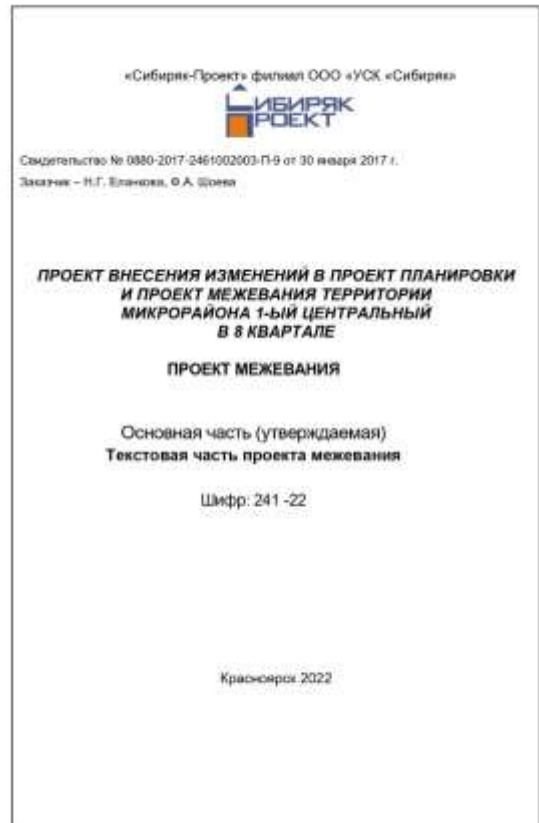 «Сибиряк-Проект» филиал ООО «УСК «Сибиряк»
СИБИРЯК
ПРОЕКТ
Свидетельство № 0880-2017-2461002003-П-9 от 30 января 2017 г.
Заказчик – Н.Г. Еланкова, Ф.А. Шоева
ПРОЕКТ ВНЕСЕНИЯ ИЗМЕНЕНИЙ В ПРОЕКТ ПЛАНИРОВКИ
И ПРОЕКТ МЕЖЕВАНИЯ ТЕРРИТОРИИ
МИКРОРАЙОНА 1-ЫЙ ЦЕНТРАЛЬНЫЙ
В 8 КВАРТАЛЕ
ПРОЕКТ МЕЖЕВАНИЯ
Основная часть (утверждаемая)
Текстовая часть проекта межевания
Шифр: 241 -22
Красноярск 2022